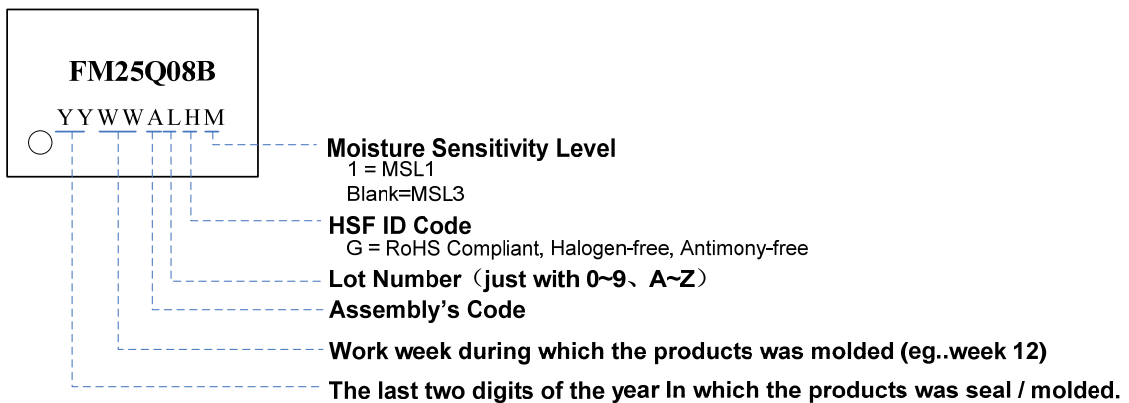 FM25Q08B
YYWWALHM
Moisture Sensitivity Level
1 = MSL1
Blank=MSL3
HSF ID Code
G = RoHS Compliant, Halogen-free, Antimony-free
Lot Number（just with 0~9、A~Z）
Assembly's Code
Work week during which the products was molded (eg..week 12)
The last two digits of the year In which the products was seal / molded.